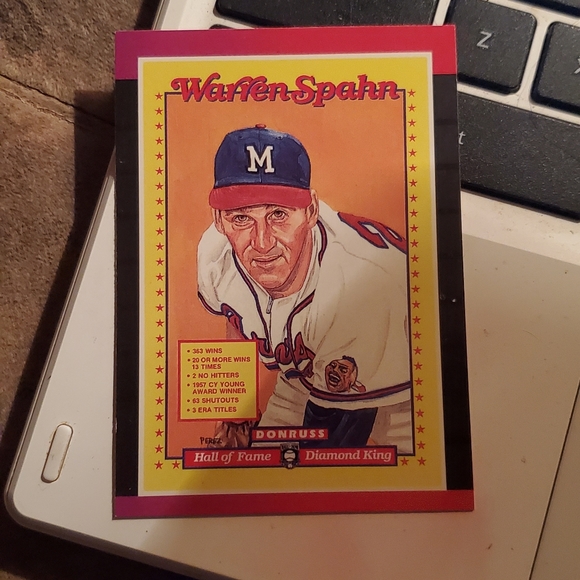 Z
Warren Spahn
M
• 363 WINS
• 20 OR MORE WINS
13 TIMES
• 2 NO HITTERS
• 1957 CY YOUNG
AWARD WINNER
• 63 SHUTOUTS
• 3 ERA TITLES
PEREZ
DONRUSS
Hall of Fame Diamond King